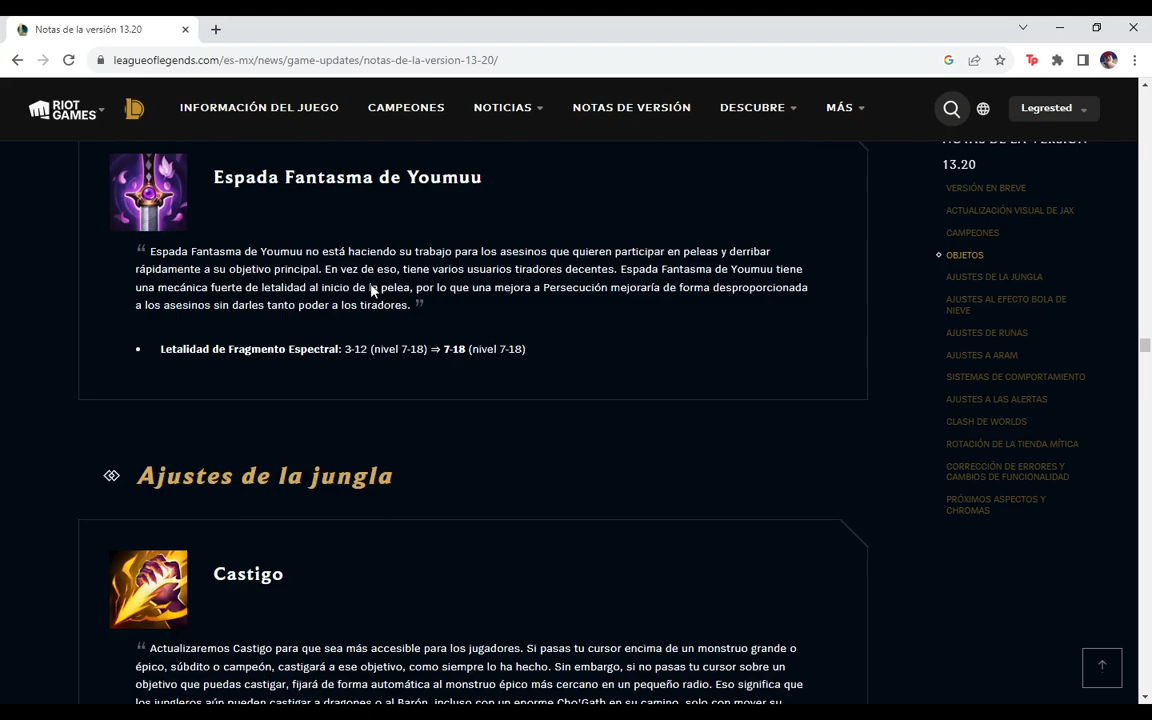 Notas de la versión 13.20
leagueoflegends.com/es-mx/news/game-updates/notas-de-la-version-13-20/
RIOT GAMES
INFORMACIÓN DEL JUEGO
CAMPEONES
NOTICIAS
NOTAS DE VERSIÓN
DESCUBRE
MÁS
Legrested
Espada Fantasma de Youmuu
“ Espada Fantasma de Youmuu no está haciendo su trabajo para los asesinos que quieren participar en peleas y derribar
rápidamente a su objetivo principal. En vez de eso, tiene varios usuarios tiradores decentes. Espada Fantasma de Youmuu tiene
una mecánica fuerte de letalidad al inicio de la pelea, por lo que una mejora a Persecución mejoraría de forma desproporcionada
a los asesinos sin darles tanto poder a los tiradores. ”
• Letalidad de Fragmento Espectral: 3-12 (nivel 7-18) ⇒ 7-18 (nivel 7-18)
Ajustes de la jungla
Castigo
“ Actualizaremos Castigo para que sea más accesible para los jugadores. Si pasas tu cursor encima de un monstruo grande o
épico, súbdito o campeón, castigará a ese objetivo, como siempre lo ha hecho. Sin embargo, si no pasas tu cursor sobre un
objetivo que puedas castigar, fijará de forma automática al monstruo épico más cercano en un pequeño radio. Eso significa que
los jungleros aún pueden castigar a dragones o al Barón, incluso con un enorme Cho'Gath en su camino, solo con mover su
NOTAS DE LA VERSIÓN
13.20
VERSIÓN EN BREVE
ACTUALIZACIÓN VISUAL DE JAX
CAMPEONES
OBJETOS
AJUSTES DE LA JUNGLA
AJUSTES AL EFECTO BOLA DE
NIEVE
AJUSTES DE RUNAS
AJUSTES A ARAM
SISTEMAS DE COMPORTAMIENTO
AJUSTES A LAS ALERTAS
CLASH DE WORLDS
ROTACIÓN DE LA TIENDA MÍTICA
CORRECCIÓN DE ERRORES Y
CAMBIOS DE FUNCIONALIDAD
PRÓXIMOS ASPECTOS Y
CHROMAS